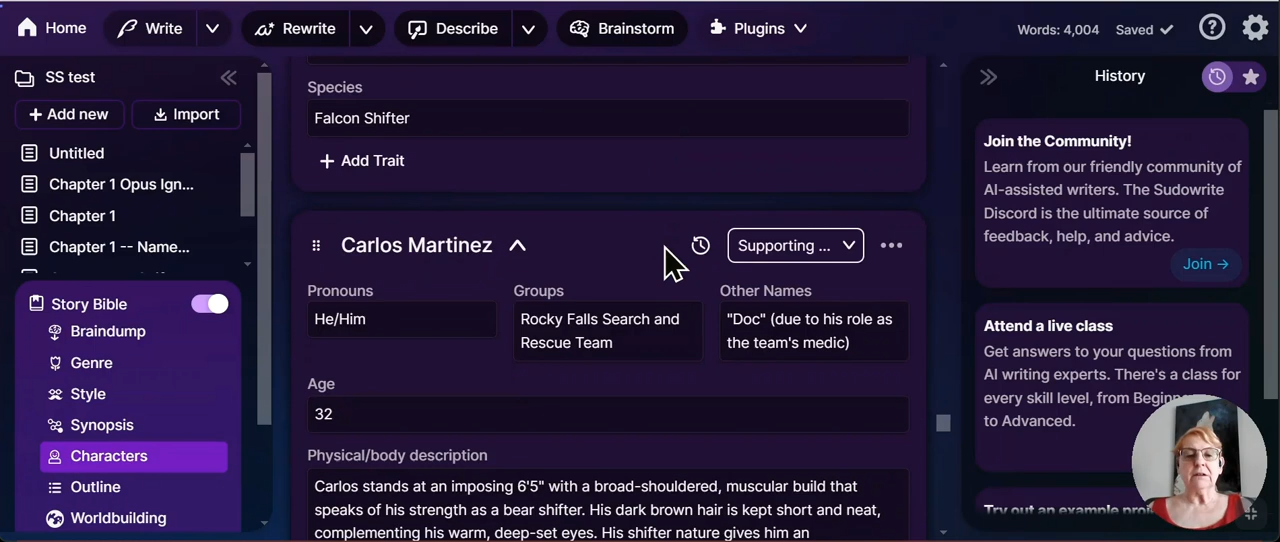 Home
Write
Rewrite
Describe
Brainstorm
Plugins
Words: 4,004
Saved
SS test
+ Add new
Import
Untitled
Chapter 1 Opus Ign...
Chapter 1
Chapter 1 -- Name...
Story Bible
Braindump
Genre
Style
Synopsis
Characters
Outline
Worldbuilding
Species
Falcon Shifter
+ Add Trait
Carlos Martinez
Supporting ...
Pronouns
Groups
Other Names
He/Him
Rocky Falls Search and
Rescue Team
"Doc" (due to his role as
the team's medic)
Age
32
Physical/body description
Carlos stands at an imposing 6'5" with a broad-shouldered, muscular build that
speaks of his strength as a bear shifter. His dark brown hair is kept short and neat,
complementing his warm, deep-set eyes. His shifter nature gives him an
History
Join the Community!
Learn from our friendly community of
AI-assisted writers. The Sudowrite
Discord is the ultimate source of
feedback, help, and advice.
Join →
Attend a live class
Get answers to your questions from
AI writing experts. There's a class for
every skill level, from
to Advanced.
Try out an example